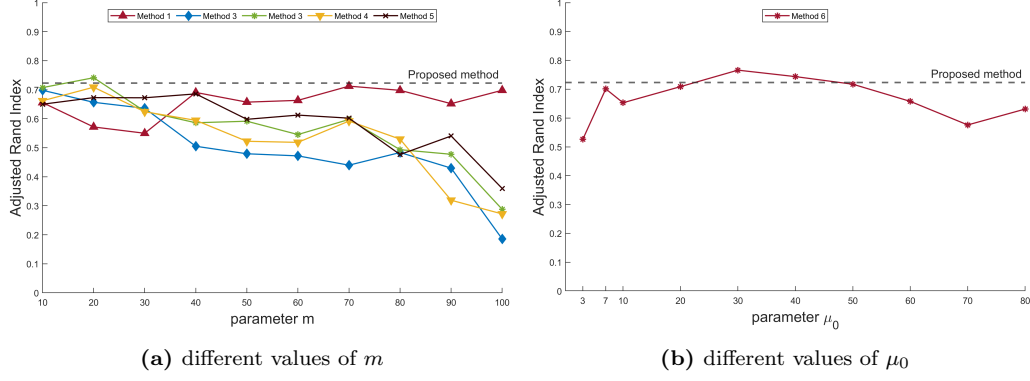 Method 1 Method 3 Method 3 Method 4 Method 5
Proposed method
Adjusted Rand Index
1
0.9
0.8
0.7
0.6
0.5
0.4
0.3
0.2
0.1
0
10 20 30 40 50 60 70 80 90 100
parameter m
(a) different values of m
Method 6
Proposed method
Adjusted Rand Index
1
0.9
0.8
0.7
0.6
0.5
0.4
0.3
0.2
0.1
0
3 7 10 20 30 40 50 60 70 80
parameter μ0
(b) different values of μ0